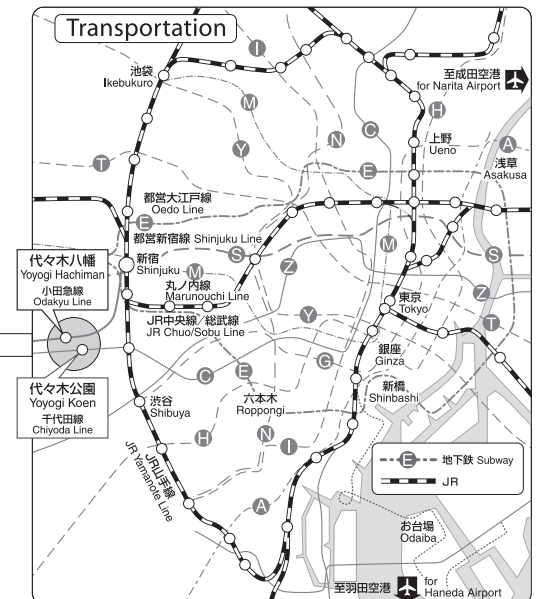 Transportation
池袋
Ikebukuro
至成田空港
for Narita Airport
上野
Ueno
浅草
Asakusa
I
M
N
C
H
A
Y
T
E
都営大江戸線
Oedo Line
E
都営新宿線 Shinjuku Line
S
M
S
新宿
Shinjuku
M
Z
Z
丸ノ内線
Marunouchi Line
JR中央線/総武線
JR Chuo/Sobu Line
代々木八幡
Yoyogi Hachiman
小田急線
Odakyu Line
東京
Tokyo
Y
T
銀座
Ginza
G
C
E
新橋
Shinbashi
代々木公園
Yoyogi Koen
千代田線
Chiyoda Line
渋谷
Shibuya
六本木
Roppongi
H
N
I
JR山手線
JR Yamanote Line
A
E 地下鉄 Subway
JR
お台場
Odaiba
至羽田空港
for
Haneda Airport